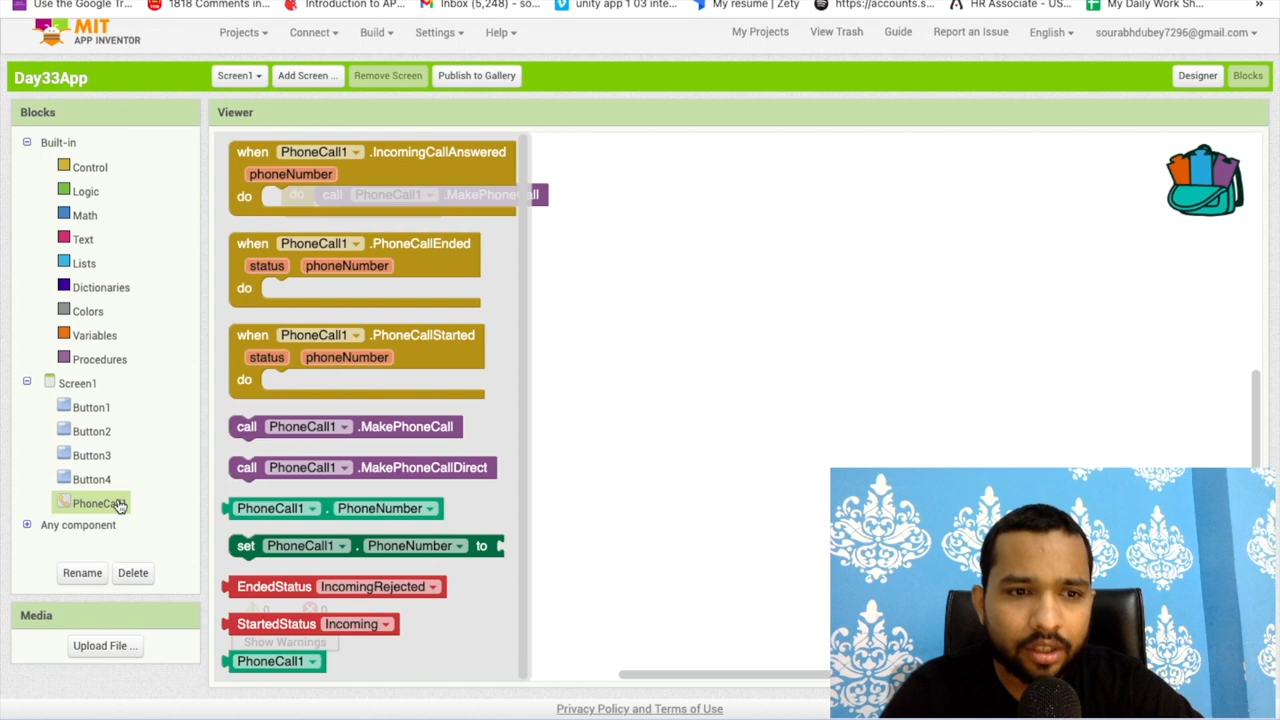 Use the Google Tr...
1818 Comments in...
Introduction to AP...
Inbox (5,248) - so...
unity app 1 03 inte...
My resume | Zety
https://accounts.s...
HR Associate - US...
My Daily Work Sh...
»
MIT
APP INVENTOR
Projects
Connect
Build
Settings
Help
My Projects
View Trash
Guide
Report an Issue
English
sourabhdubey7296@gmail.com
Day33App
Screen1
Add Screen ...
Remove Screen
Publish to Gallery
Designer
Blocks
Blocks
Viewer
Built-in
Control
Logic
Math
Text
Lists
Dictionaries
Colors
Variables
Procedures
Screen1
Button1
Button2
Button3
Button4
PhoneCall1
Any component
Rename
Delete
Media
Upload File ...
when PhoneCall1 .IncomingCallAnswered
phoneNumber
do
do call PhoneCall1 .MakePhoneCall
when PhoneCall1 .PhoneCallEnded
status phoneNumber
do
when PhoneCall1 .PhoneCallStarted
status phoneNumber
do
call PhoneCall1 .MakePhoneCall
call PhoneCall1 .MakePhoneCallDirect
PhoneCall1 . PhoneNumber
set PhoneCall1 . PhoneNumber to
EndedStatus IncomingRejected
0 0
StartedStatus Incoming
Show Warnings
PhoneCall1
Privacy Policy and Terms of Use